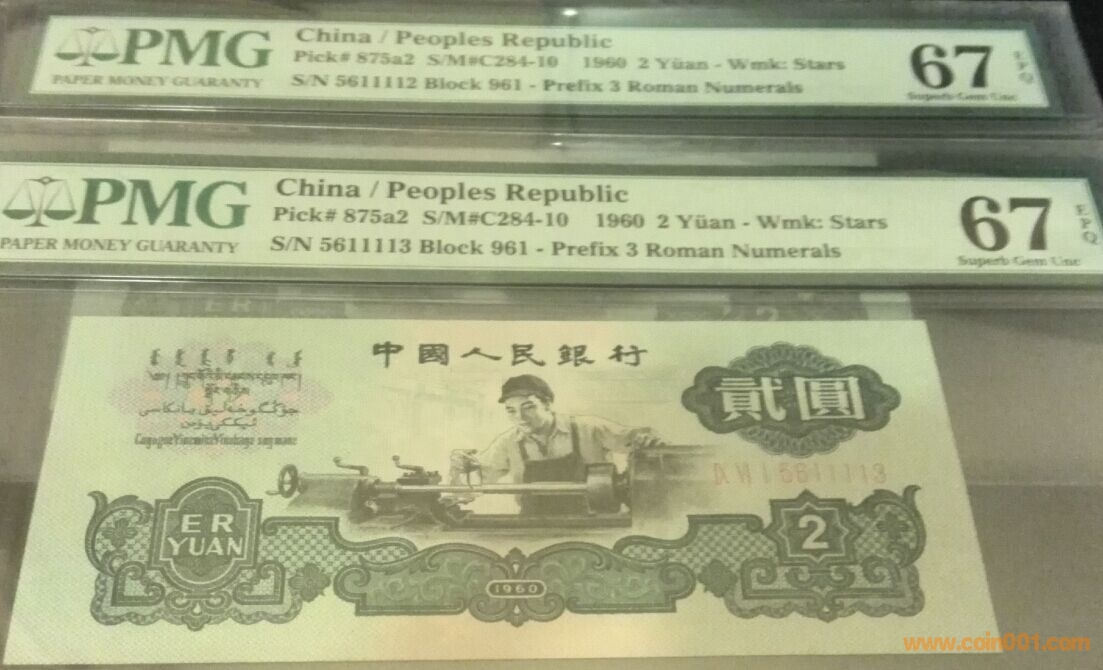 PMG
PAPER MONEY GUARANTY
China / Peoples Republic
Pick# 875a2 S/M#C284-10 1960 2 Yüan - Wmk: Stars
S/N 5611112 Block 961 - Prefix 3 Roman Numerals
67
EPQ
Superb Gem Unc
PMG
PAPER MONEY GUARANTY
China / Peoples Republic
Pick# 875a2 S/M#C284-10 1960 2 Yüan - Wmk: Stars
S/N 5611113 Block 961 - Prefix 3 Roman Numerals
67
EPQ
Superb Gem Unc
中國人民銀行
貳圓
5611113
ER
YUAN
2
1960
www.coin001.com